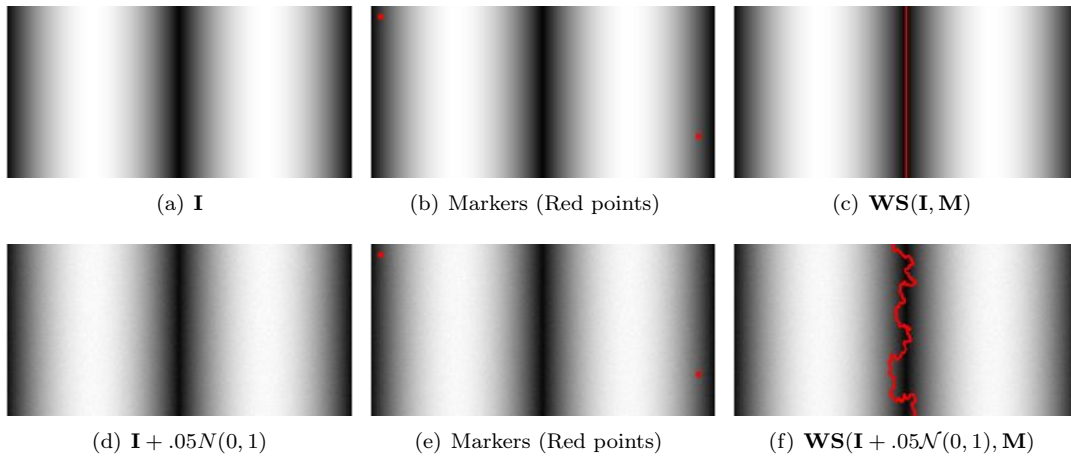 (a) I
(b) Markers (Red points)
(c) WS(I, M)
(d) I + .05N(0, 1)
(e) Markers (Red points)
(f) WS(I + .05𝒩(0, 1), M)